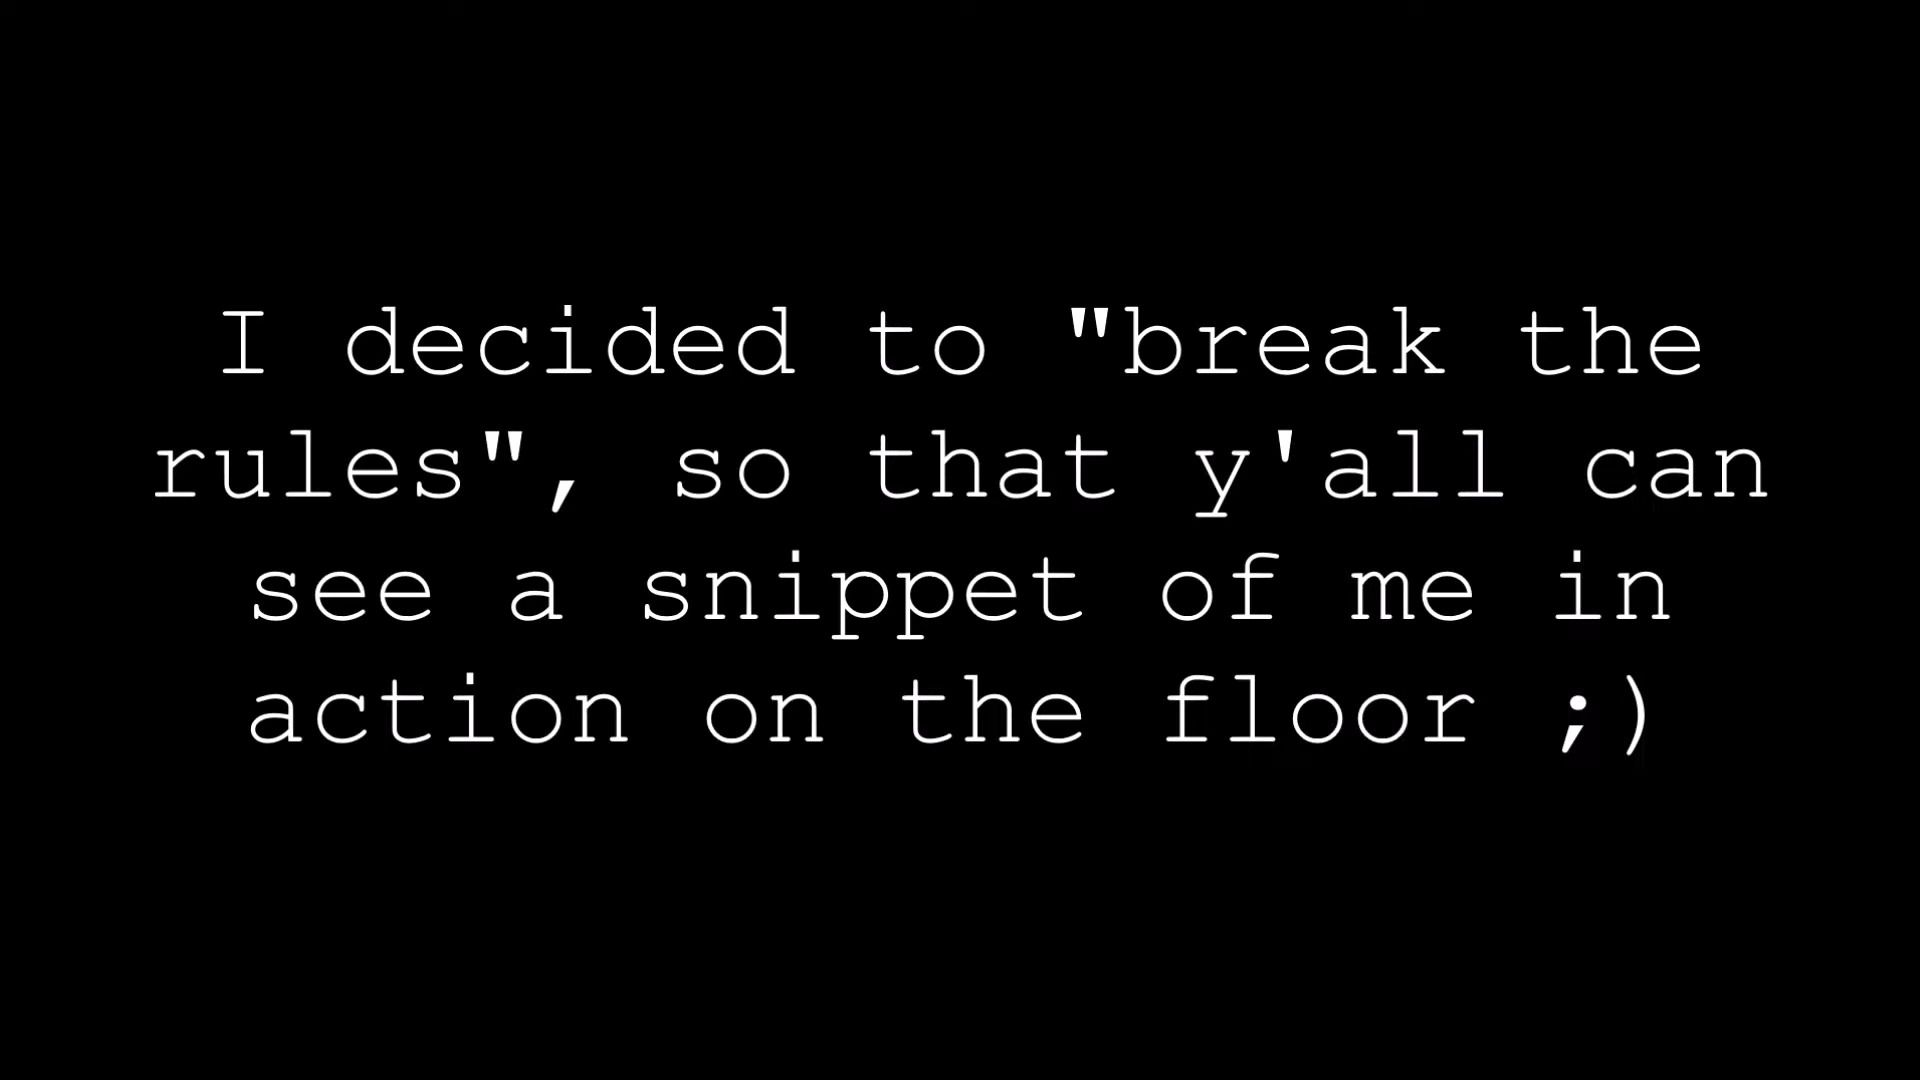 I decided to "break the
rules", so that y'all can
see a snippet of me in
action on the floor ;)